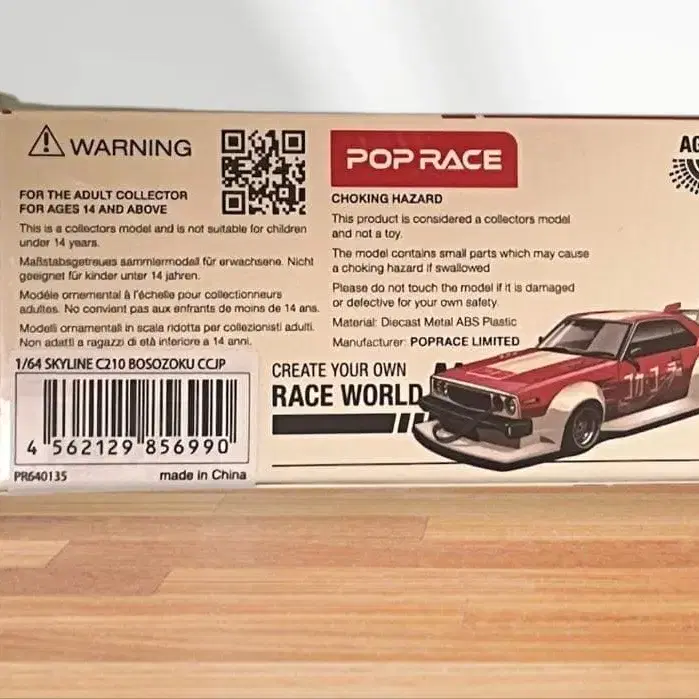 WARNING
FOR THE ADULT COLLECTOR
FOR AGES 14 AND ABOVE
This is a collectors model and is not suitable for children
under 14 years.
Maßstabsgetreues sammlermodell für erwachsene. Nicht
geeignet für kinder unter 14 jahren.
Modéle ornemental à l'échelle pour collectionneurs
adultes. No convient pas aux enfrants de moins de 14 ans.
Modelli ornamentali in scala ridotta per collezionisti adulti.
Non adatti a ragazzi di età inferiore a 14 anni.
1/64 SKYLINE C210 BOSOZOKU CCJP
4 562129 856990
PR640135 made in China
POP RACE
CHOKING HAZARD
This product is considered a collectors model
and not a toy.
The model contains small parts which may cause
a choking hazard if swallowed
Please do not touch the model if it is damaged
or defective for your own safety.
Material: Diecast Metal ABS Plastic
Manufacturer: POPRACE LIMITED
CREATE YOUR OWN
RACE WORLD
AG